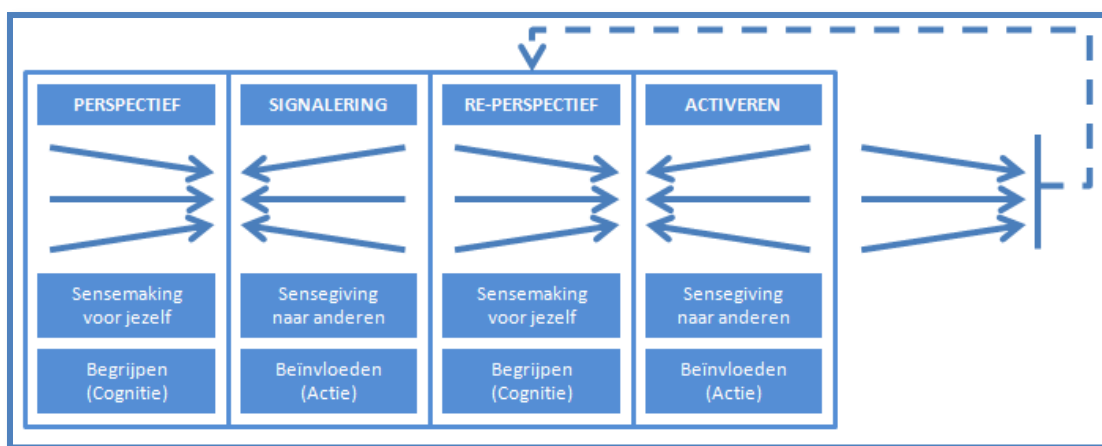 PERSPECTIEF
SIGNALERING
RE-PERSPECTIEF
ACTIVEREN
Sensemaking
voor jezelf
Sensegiving
naar anderen
Sensemaking
voor jezelf
Sensegiving
naar anderen
Begrijpen
(Cognitie)
Beïnvloeden
(Actie)
Begrijpen
(Cognitie)
Beïnvloeden
(Actie)